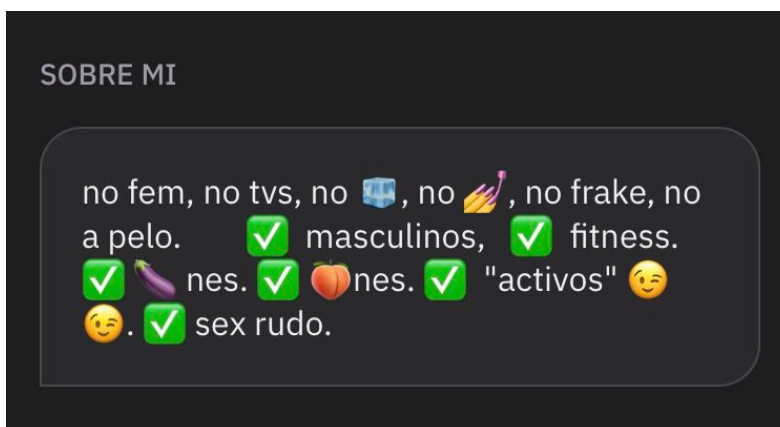 SOBRE MI
no fem, no tvs, no 🧊, no 💅, no frake, no
a pelo. ✅ masculinos, ✅ fitness.
✅ 🍆 nes. ✅ 🍑nes. ✅ "activos" 😉
😉. ✅ sex rudo.